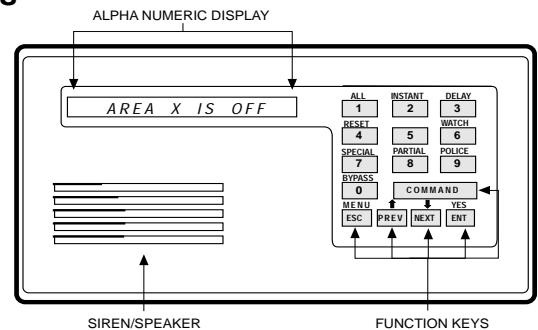 ALPHA NUMERIC DISPLAY
AREA X IS OFF
ALL INSTANT DELAY
1 2 3
RESET WATCH
4 5 6
SPECIAL PARTIAL POLICE
7 8 9
BYPASS
0 COMMAND
MENU YES
ESC PREV NEXT ENT
SIREN/SPEAKER FUNCTION KEYS